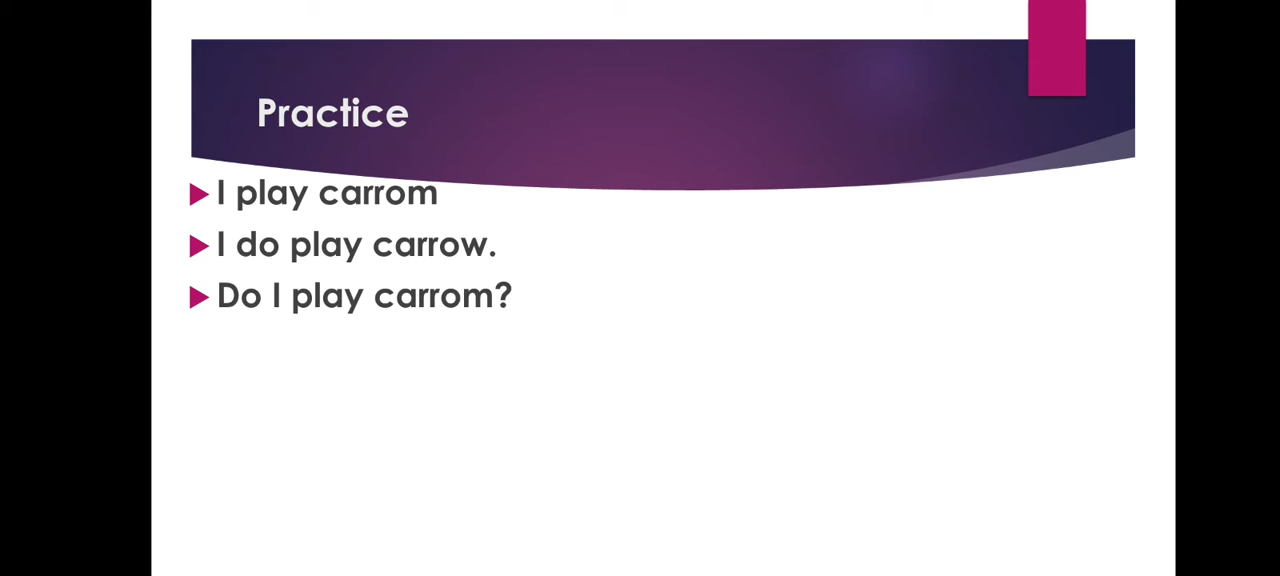 Practice
I play carrom
I do play carrow.
Do I play carrom?